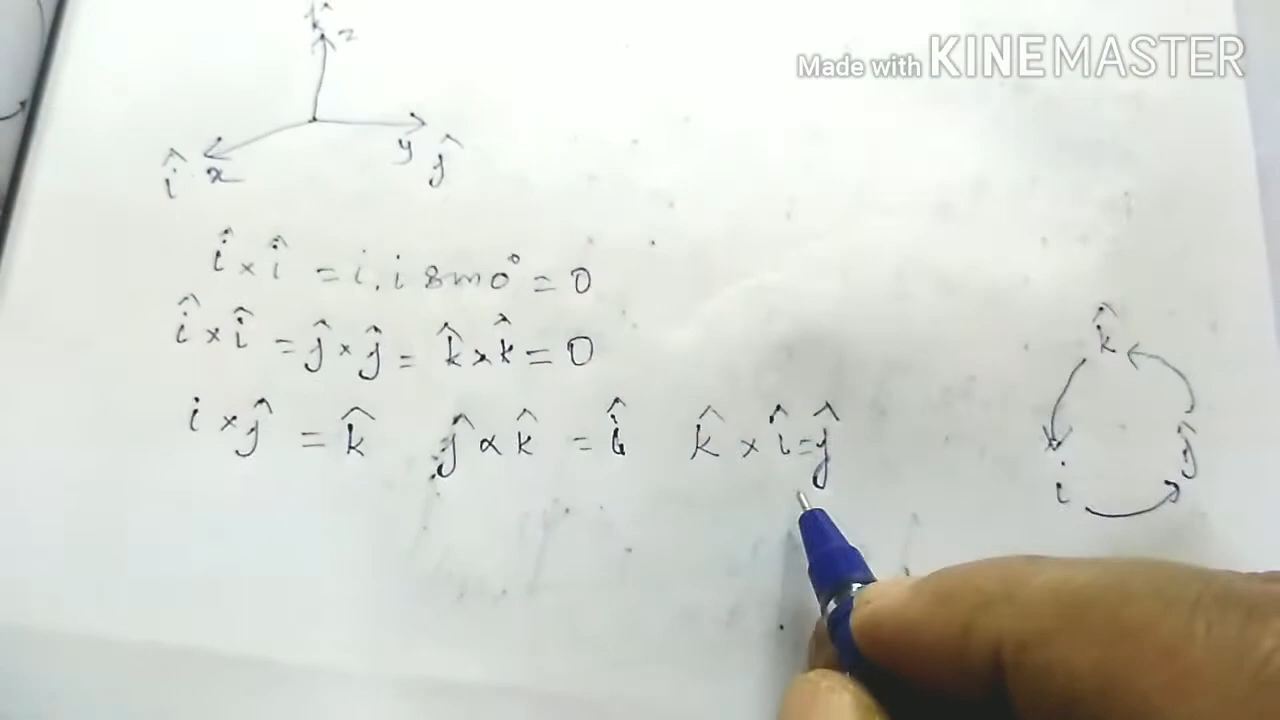 Made with KINEMASTER
k̂ z
î x y ĵ
î × î = i . i sin 0° = 0
î × î = ĵ × ĵ = k̂ × k̂ = 0
i × ĵ = k̂ ĵ × k̂ = î k̂ × î = ĵ
k̂
i ĵ